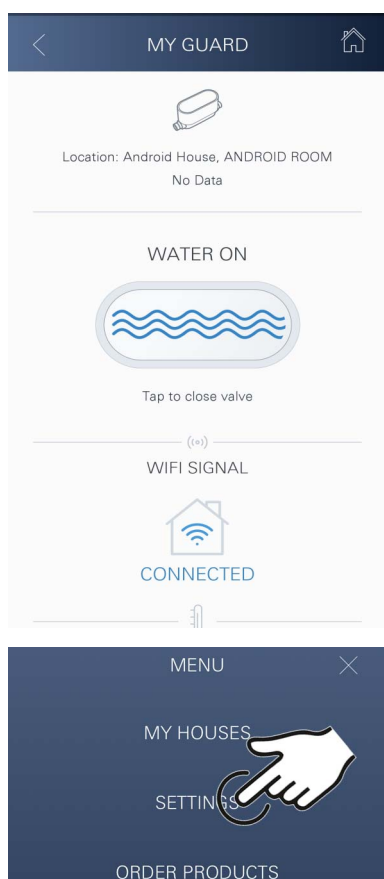 MY GUARD
Location: Android House, ANDROID ROOM
No Data
WATER ON
Tap to close valve
WIFI SIGNAL
CONNECTED
MENU
MY HOUSES
SETTINGS
ORDER PRODUCTS